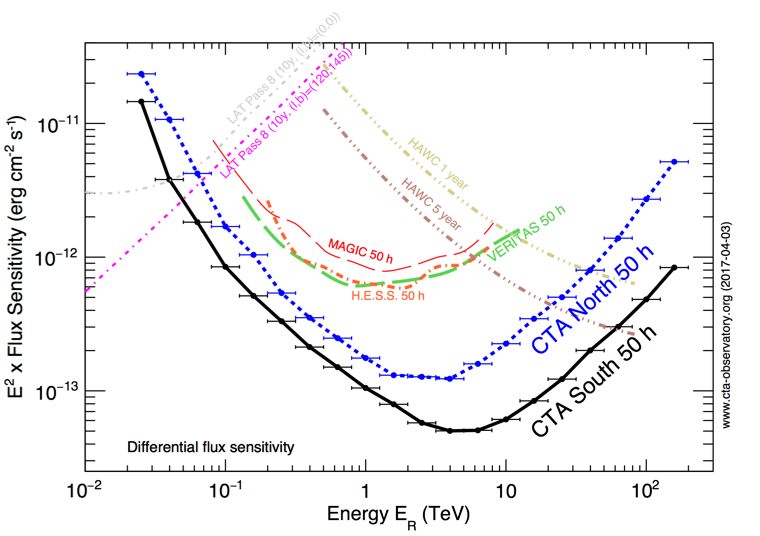 LAT Pass 8 (10y, (l,b)=(0,0))
LAT Pass 8 (10y, (l,b)=(120,145))
HAWC 1 year
HAWC 5 year
MAGIC 50 h
VERITAS 50 h
H.E.S.S. 50 h
CTA North 50 h
CTA South 50 h
Differential flux sensitivity
E² x Flux Sensitivity (erg cm⁻² s⁻¹)
10⁻¹¹
10⁻¹²
10⁻¹³
10⁻²
10⁻¹
1
10
10²
Energy E_R (TeV)
www.cta-observatory.org (2017-04-03)